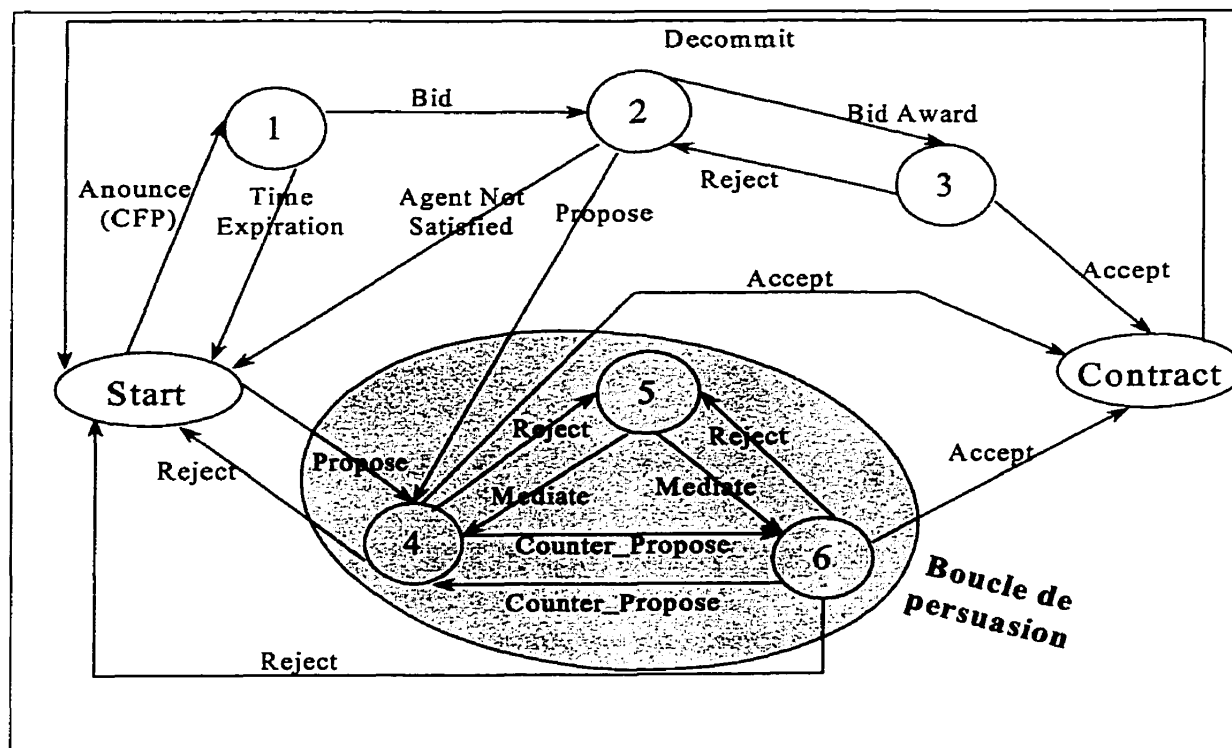 Decommit
Bid
1
2
Bid Award
Reject
3
Anounce
(CFP)
Time
Expiration
Agent Not
Satisfied
Propose
Accept
Accept
Start
Contract
5
Reject
Reject
Propose
Reject
Mediate
Mediate
Accept
4
Counter_Propose
6
Counter_Propose
Boucle de
persuasion
Reject